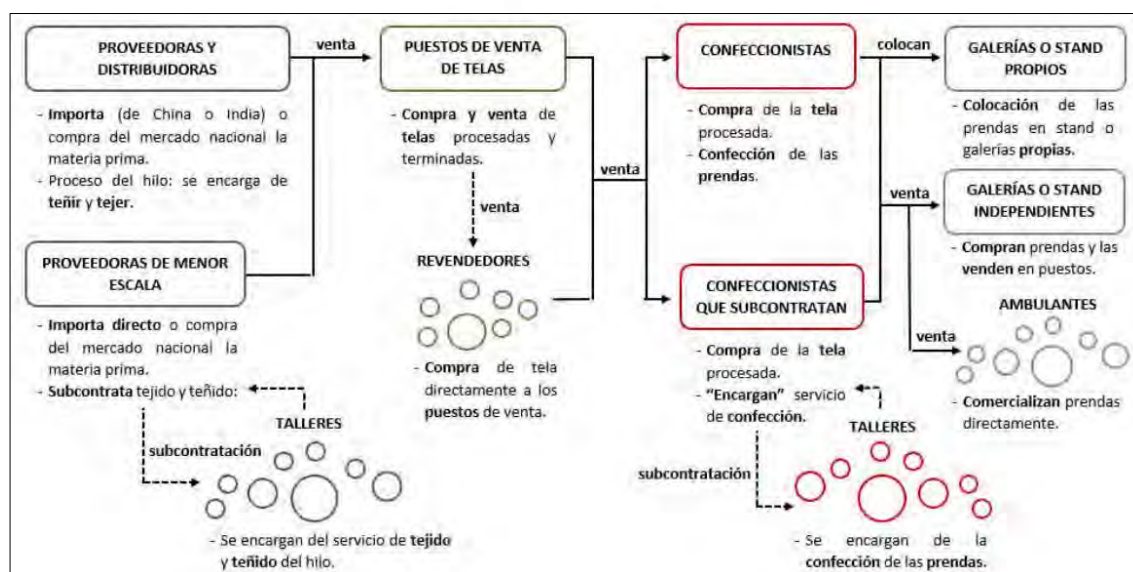 PROVEEDORAS Y
DISTRIBUIDORAS
- Importa (de China o India) o
compra del mercado nacional la
materia prima.
- Proceso del hilo: se encarga de
teñir y tejer.
PROVEEDORAS DE MENOR
ESCALA
- Importa directo o compra
del mercado nacional la
materia prima.
- Subcontrata tejido y teñido:
TALLERES
subcontratación
- Se encargan del servicio de tejido
y teñido del hilo.
venta
PUESTOS DE VENTA
DE TELAS
- Compra y venta de
telas procesadas y
terminadas.
venta
REVENDEDORES
- Compra de tela
directamente a los
puestos de venta.
venta
CONFECCIONISTAS
- Compra de la tela
procesada.
- Confección de las
prendas.
CONFECCIONISTAS
QUE SUBCONTRATAN
- Compra de la tela
procesada.
- "Encargan" servicio
de confección.
TALLERES
subcontratación
- Se encargan de la
confección de las prendas.
colocan
GALERÍAS O STAND
PROPIOS
- Colocación de las
prendas en stand o
galerías propias.
venta
GALERÍAS O STAND
INDEPENDIENTES
- Compran prendas y las
venden en puestos.
AMBULANTES
venta
- Comercializan prendas
directamente.